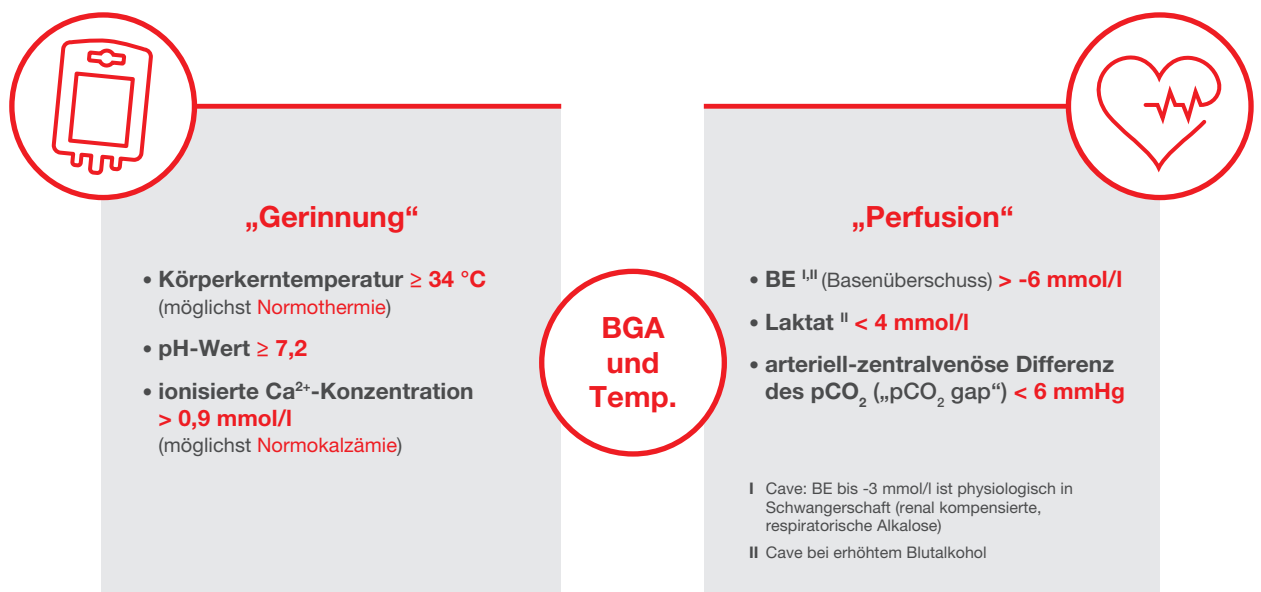 „Gerinnung“
• Körperkerntemperatur ≥ 34 °C
(möglichst Normothermie)
• pH-Wert ≥ 7,2
• ionisierte Ca²⁺-Konzentration
> 0,9 mmol/l
(möglichst Normokalzämie)
BGA
und
Temp.
„Perfusion“
• BE I,II (Basenüberschuss) > -6 mmol/l
• Laktat II < 4 mmol/l
• arteriell-zentralvenöse Differenz
des pCO₂ („pCO₂ gap“) < 6 mmHg
I Cave: BE bis -3 mmol/l ist physiologisch in
Schwangerschaft (renal kompensierte,
respiratorische Alkalose)
II Cave bei erhöhtem Blutalkohol